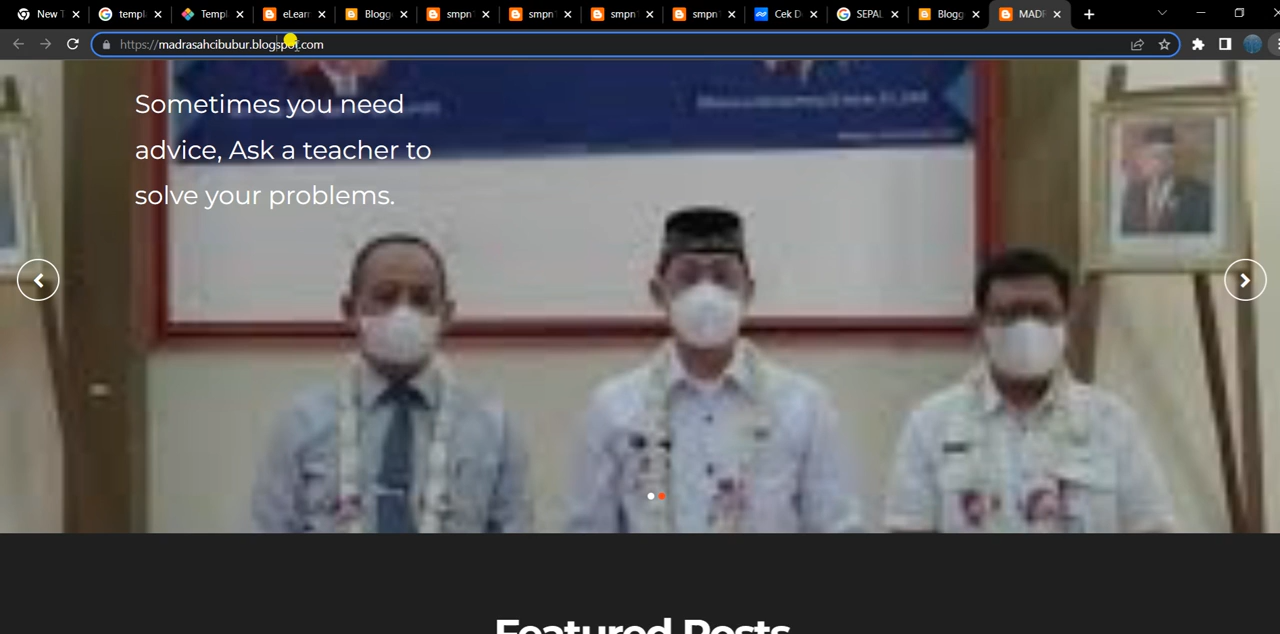 New T
templ
Templ
eLearn
Blogg
smpn
smpn
smpn
smpn
Cek D
SEPAL
Blogg
MADR
https://madrasahcibubur.blogspot.com
Sometimes you need
advice, Ask a teacher to
solve your problems.
Featured Posts